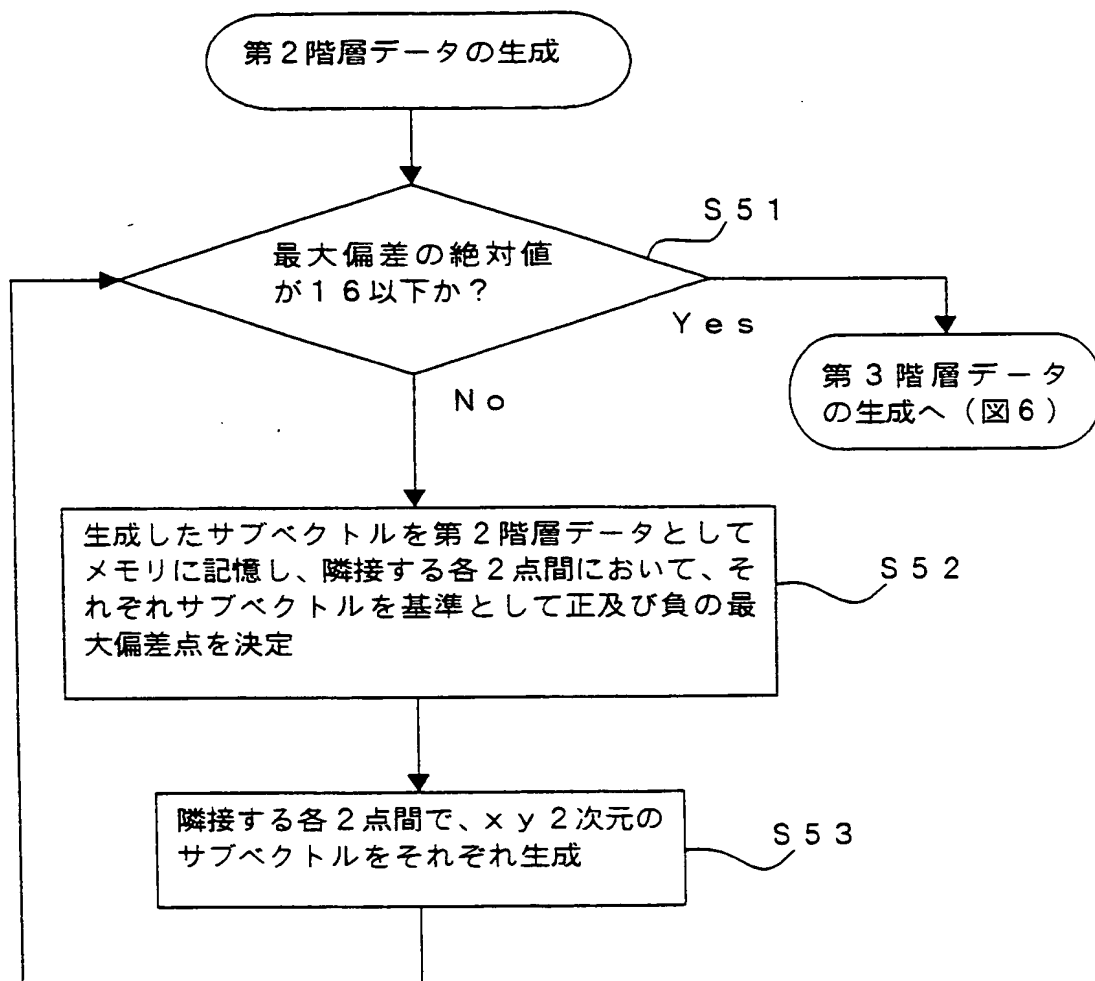 第2階層データの生成
S51
最大偏差の絶対値
が16以下か?
Yes
第3階層データ
の生成へ(図6)
No
生成したサブベクトルを第2階層データとして
メモリに記憶し、隣接する各2点間において、そ
れぞれサブベクトルを基準として正及び負の最
大偏差点を決定
S52
隣接する各2点間で、xy2次元の
サブベクトルをそれぞれ生成
S53